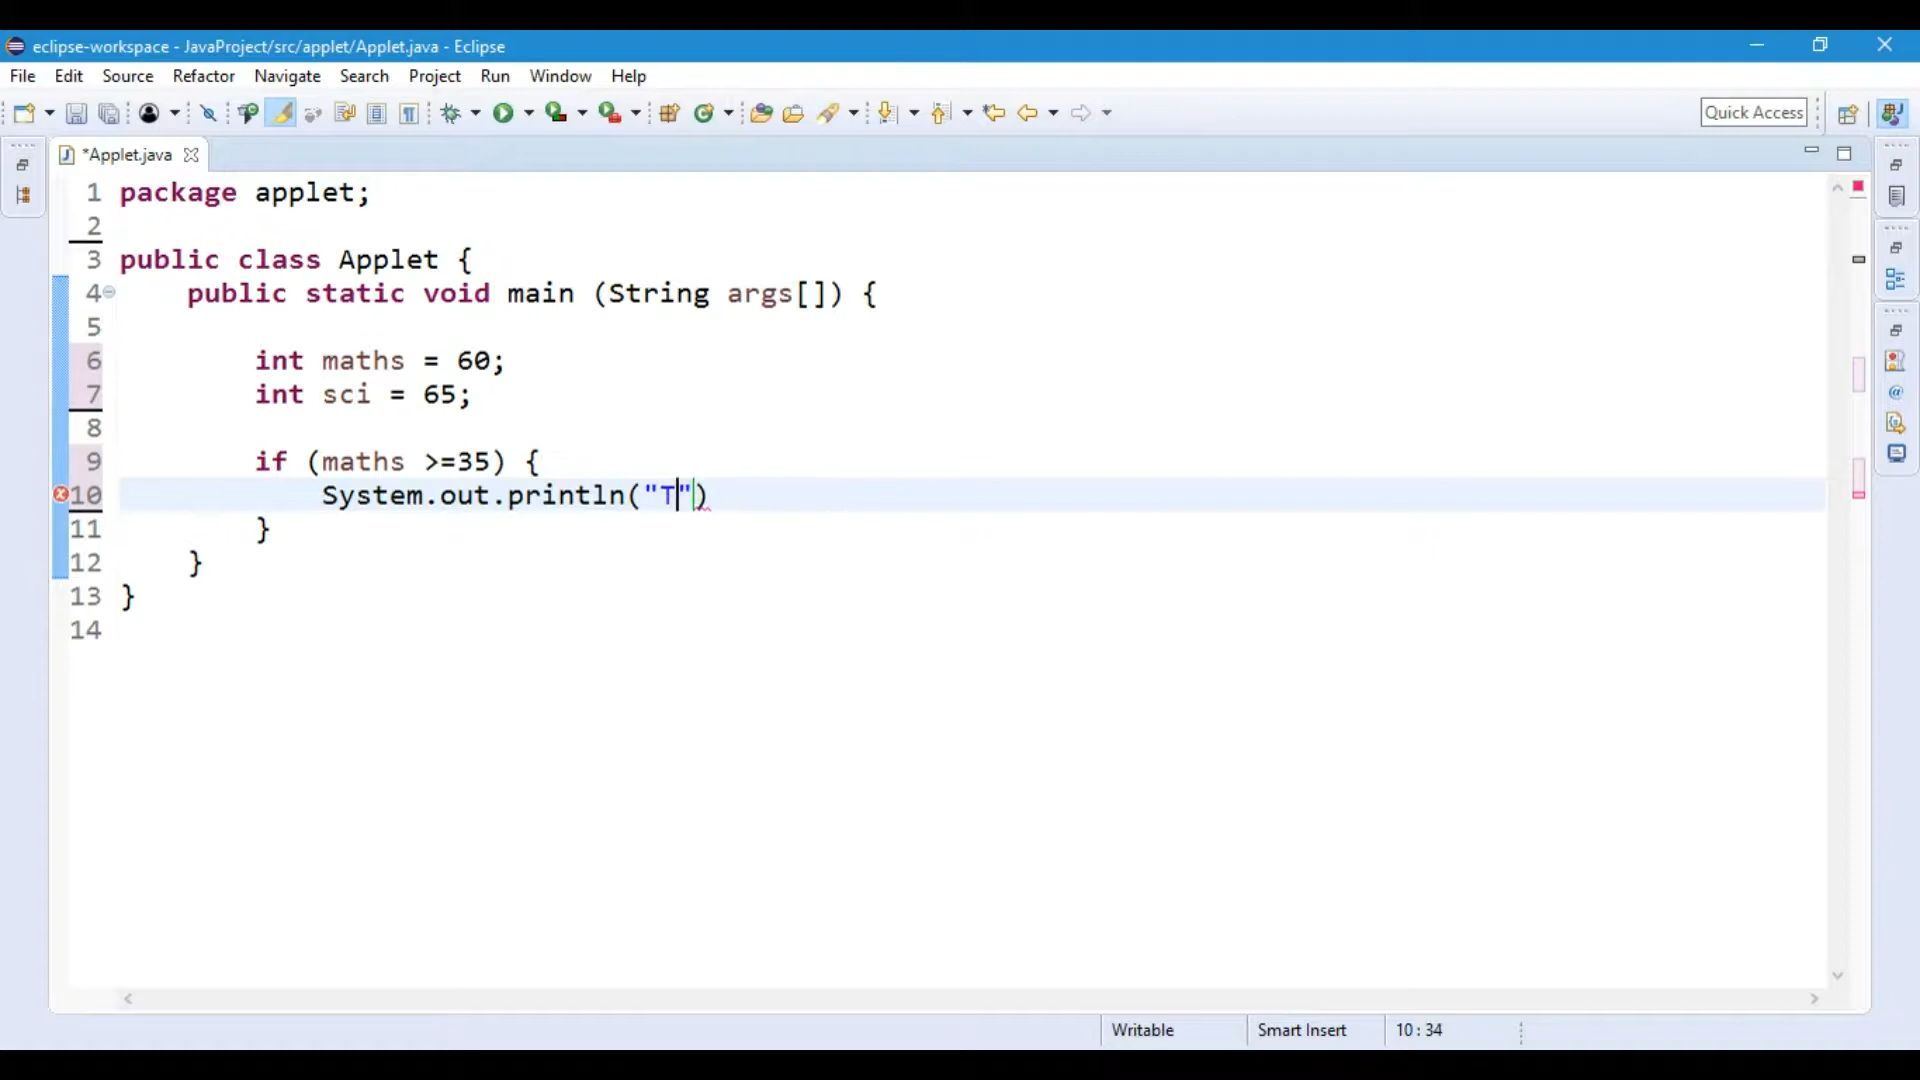 eclipse-workspace - JavaProject/src/applet/Applet.java - Eclipse
File Edit Source Refactor Navigate Search Project Run Window Help
Quick Access
*Applet.java
1 package applet;
2
3 public class Applet {
4 public static void main (String args[]) {
5
6 int maths = 60;
7 int sci = 65;
8
9 if (maths >=35) {
10 System.out.println("T")
11 }
12 }
13 }
14
Writable Smart Insert 10 : 34